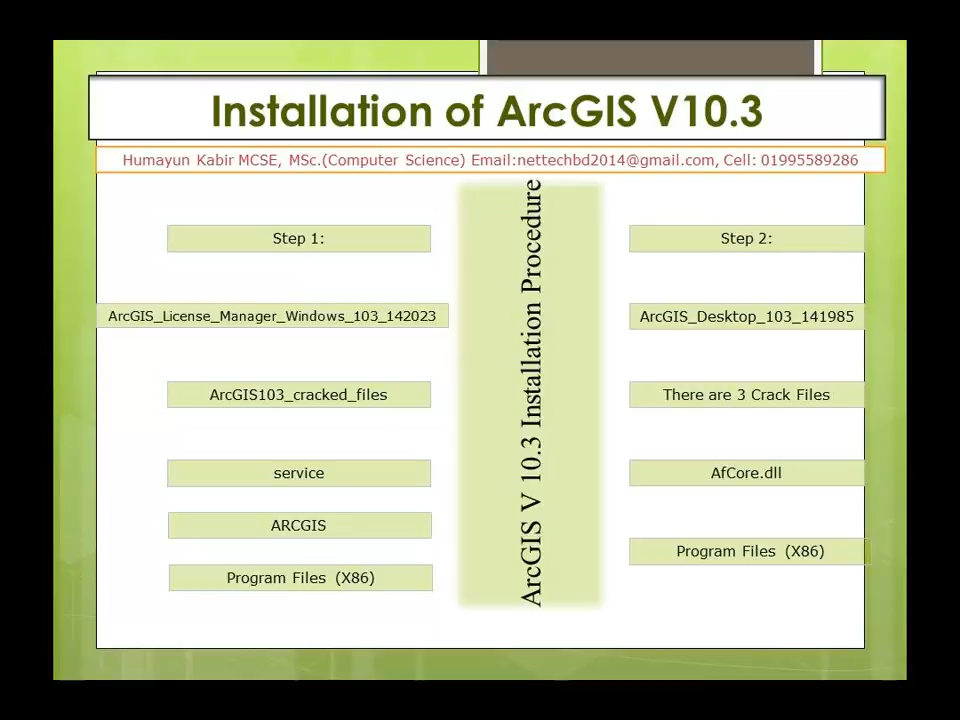 Installation of ArcGIS V10.3
Humayun Kabir MCSE, MSc.(Computer Science) Email:nettechbd2014@gmail.com, Cell: 01995589286
Step 1:
ArcGIS_License_Manager_Windows_103_142023
ArcGIS103_cracked_files
service
ARCGIS
Program Files (X86)
ArcGIS V 10.3 Installation Procedure
Step 2:
ArcGIS_Desktop_103_141985
There are 3 Crack Files
AfCore.dll
Program Files (X86)